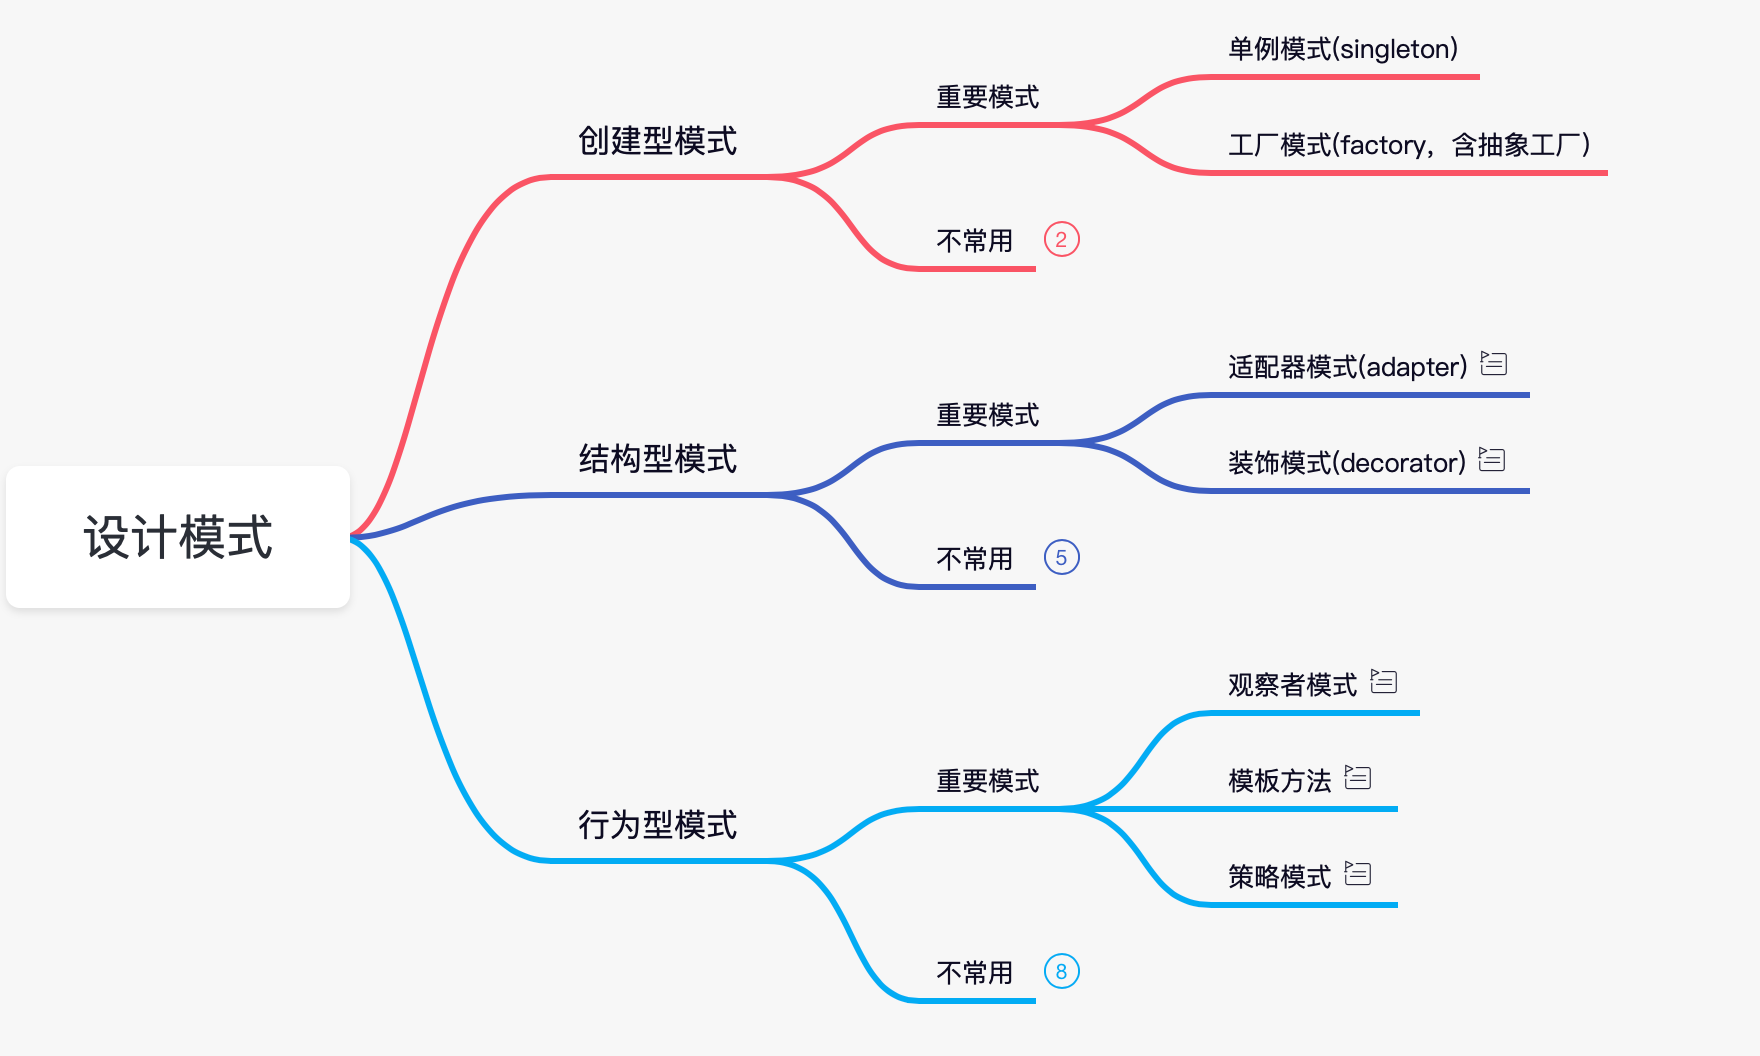 设计模式
创建型模式
重要模式
单例模式(singleton)
工厂模式(factory，含抽象工厂)
不常用 2
结构型模式
重要模式
适配器模式(adapter)
装饰模式(decorator)
不常用 5
行为型模式
重要模式
观察者模式
模板方法
策略模式
不常用 8